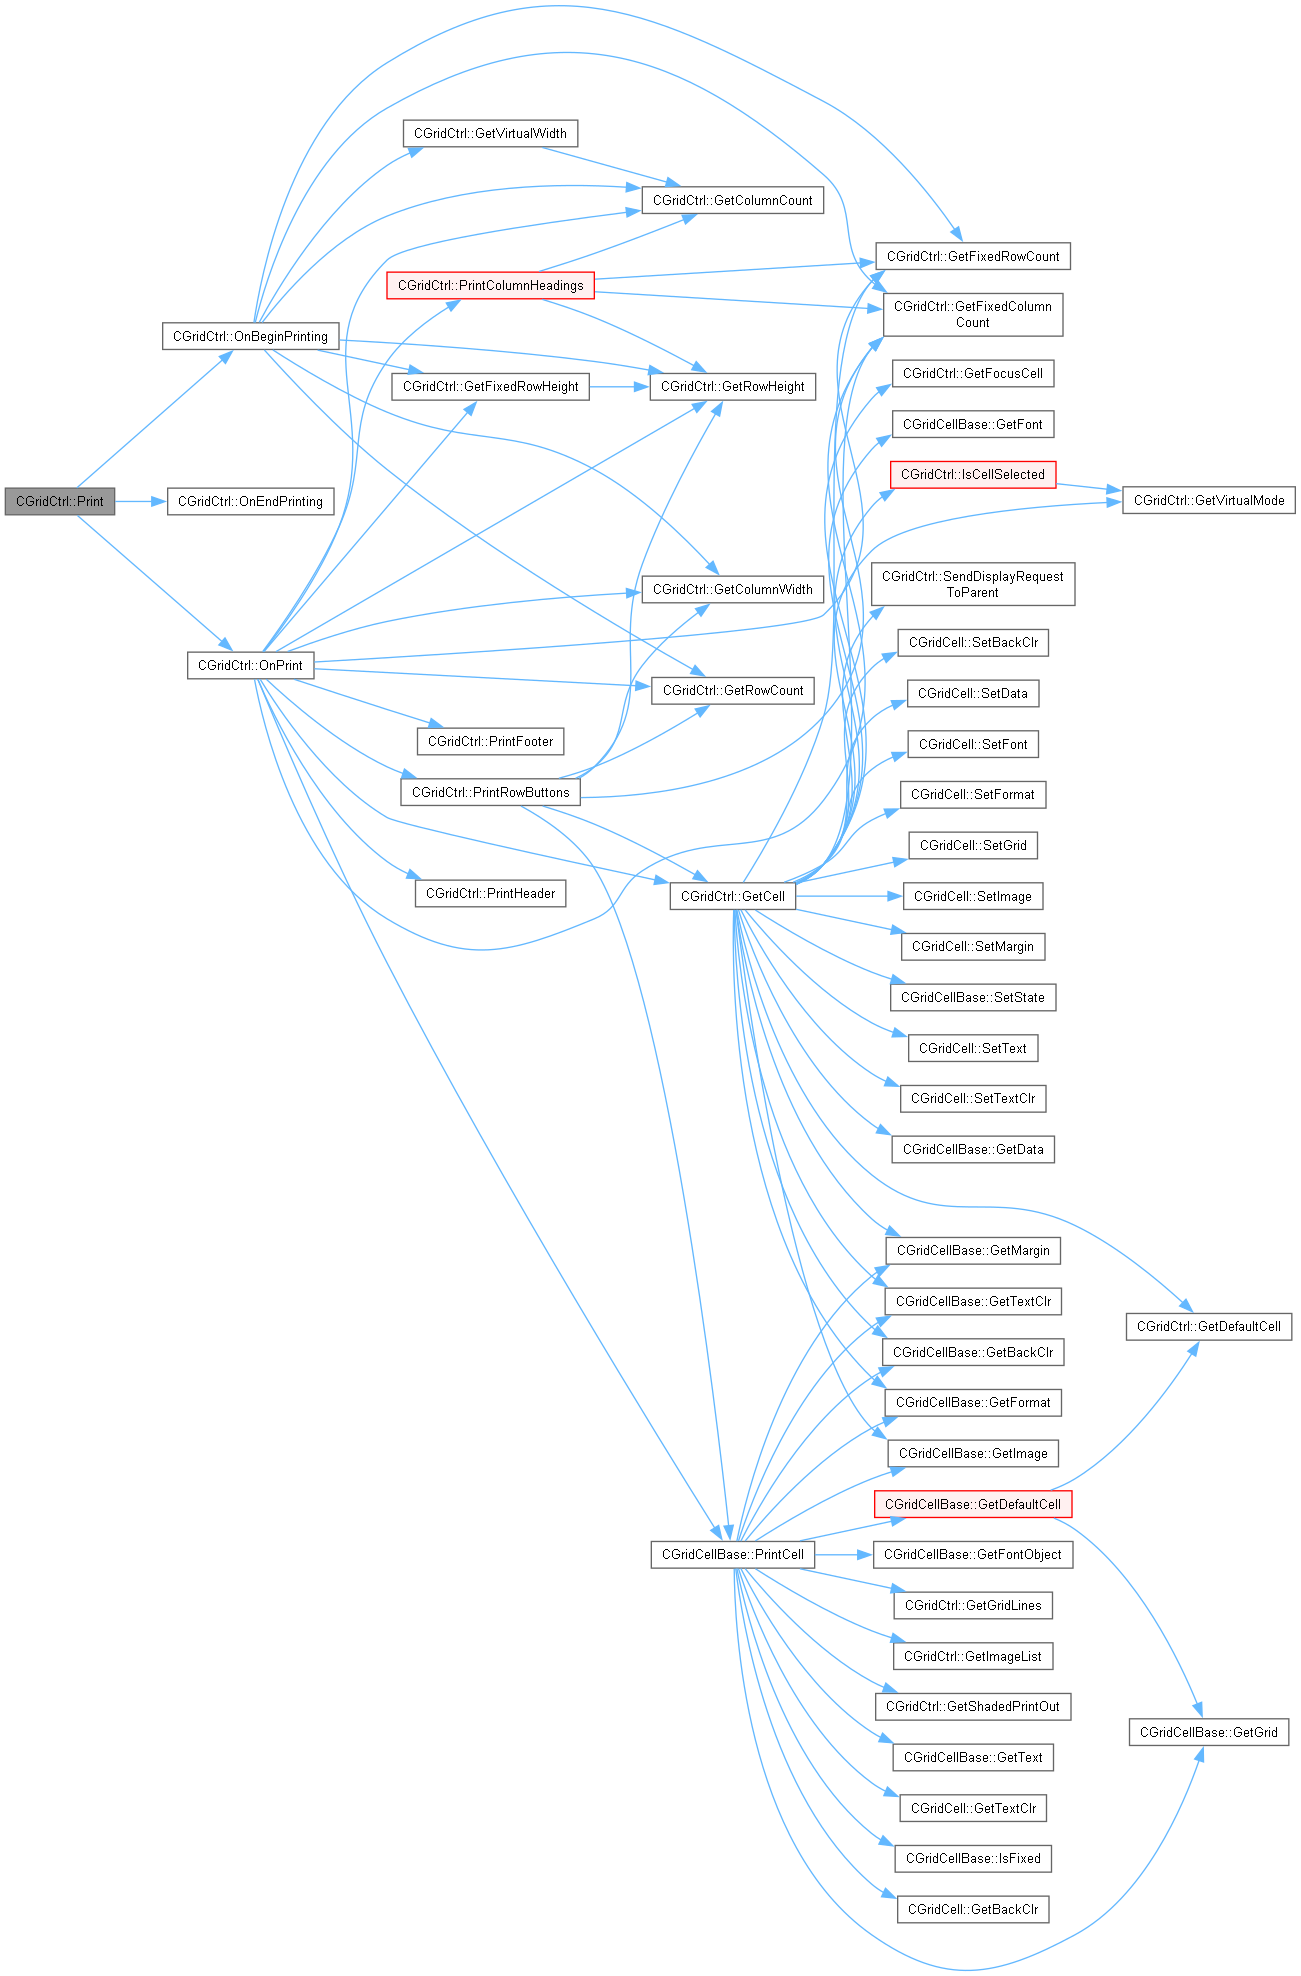 CGridCtrl::Print
CGridCtrl::OnBeginPrinting
CGridCtrl::OnEndPrinting
CGridCtrl::OnPrint
CGridCtrl::GetVirtualWidth
CGridCtrl::PrintColumnHeadings
CGridCtrl::GetFixedRowHeight
CGridCtrl::PrintFooter
CGridCtrl::PrintRowButtons
CGridCtrl::PrintHeader
CGridCtrl::GetColumnCount
CGridCtrl::GetRowHeight
CGridCtrl::GetColumnWidth
CGridCtrl::GetRowCount
CGridCtrl::GetCell
CGridCellBase::PrintCell
CGridCtrl::GetFixedRowCount
CGridCtrl::GetFixedColumn
Count
CGridCtrl::GetFocusCell
CGridCellBase::GetFont
CGridCtrl::IsCellSelected
CGridCtrl::SendDisplayRequest
ToParent
CGridCell::SetBackClr
CGridCell::SetData
CGridCell::SetFont
CGridCell::SetFormat
CGridCell::SetGrid
CGridCell::SetImage
CGridCell::SetMargin
CGridCellBase::SetState
CGridCell::SetText
CGridCell::SetTextClr
CGridCellBase::GetData
CGridCellBase::GetMargin
CGridCellBase::GetTextClr
CGridCellBase::GetBackClr
CGridCellBase::GetFormat
CGridCellBase::GetImage
CGridCellBase::GetDefaultCell
CGridCellBase::GetFontObject
CGridCtrl::GetGridLines
CGridCtrl::GetImageList
CGridCtrl::GetShadedPrintOut
CGridCellBase::GetText
CGridCell::GetTextClr
CGridCellBase::IsFixed
CGridCell::GetBackClr
CGridCtrl::GetVirtualMode
CGridCtrl::GetDefaultCell
CGridCellBase::GetGrid